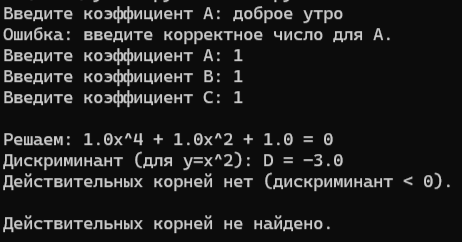 Введите коэффициент A: доброе утро
Ошибка: введите корректное число для A.
Введите коэффициент A: 1
Введите коэффициент B: 1
Введите коэффициент C: 1
Решаем: 1.0x^4 + 1.0x^2 + 1.0 = 0
Дискриминант (для y=x^2): D = -3.0
Действительных корней нет (дискриминант < 0).
Действительных корней не найдено.